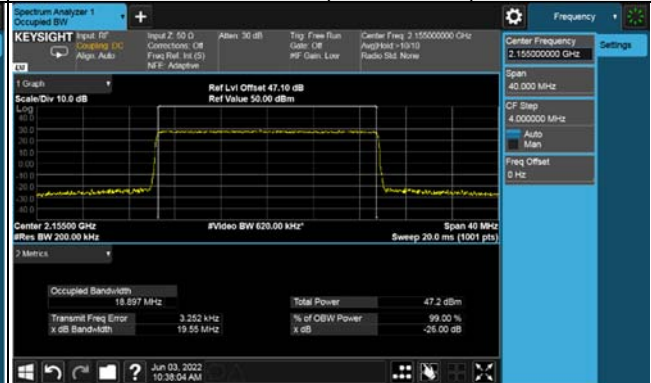 Spectrum Analyzer 1
Occupied BW
+
Frequency
KEYSIGHT
Input: RF
Coupling: DC
Align: Auto
Input Z: 50 Ω
Corrections: Off
Freq Ref: Int (S)
NFE: Adaptive
Atten: 30 dB
Trig: Free Run
Gate: Off
#IF Gain: Low
Center Freq: 2.155000000 GHz
Avg|Hold:>10/10
Radio Std: None
Center Frequency
2.155000000 GHz
Settings
Span
40.000 MHz
CF Step
4.000000 MHz
Auto
Man
Freq Offset
0 Hz
1 Graph
Scale/Div 10.0 dB
Ref Lvl Offset 47.10 dB
Ref Value 50.00 dBm
Log
40.0
30.0
20.0
10.0
0.00
-10.0
-20.0
-30.0
-40.0
Center 2.15500 GHz
#Res BW 200.00 kHz
#Video BW 620.00 kHz*
Span 40 MHz
Sweep 20.0 ms (1001 pts)
2 Metrics
Occupied Bandwidth
18.897 MHz
Total Power 47.2 dBm
Transmit Freq Error 3.252 kHz
% of OBW Power 99.00 %
x dB Bandwidth 19.55 MHz
x dB -26.00 dB
?
Jun 03, 2022
10:38:04 AM